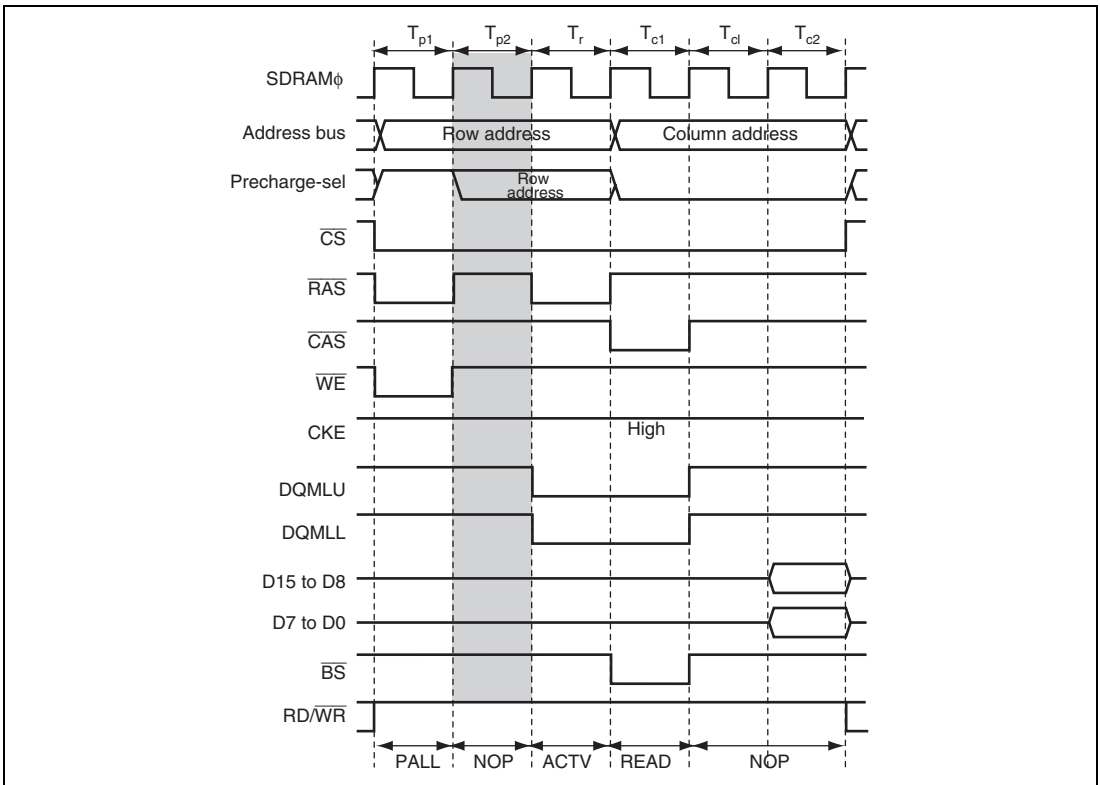 Tp1 Tp2 Tr Tc1 Tcl Tc2
SDRAMϕ
Address bus Row address Column address
Precharge-sel Row
address
CS
RAS
CAS
WE
CKE High
DQMLU
DQMLL
D15 to D8
D7 to D0
BS
RD/WR
PALL NOP ACTV READ NOP